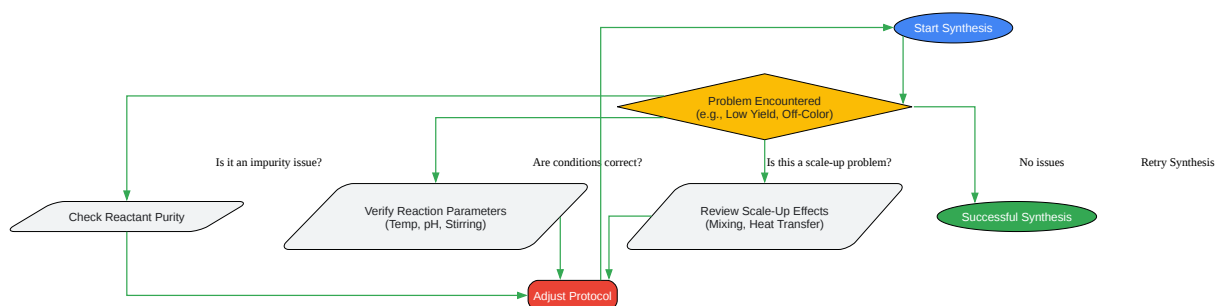 Start Synthesis
Problem Encountered
(e.g., Low Yield, Off-Color)
Is it an impurity issue?
Are conditions correct?
Is this a scale-up problem?
No issues
Retry Synthesis
Check Reactant Purity
Verify Reaction Parameters
(Temp, pH, Stirring)
Review Scale-Up Effects
(Mixing, Heat Transfer)
Successful Synthesis
Adjust Protocol